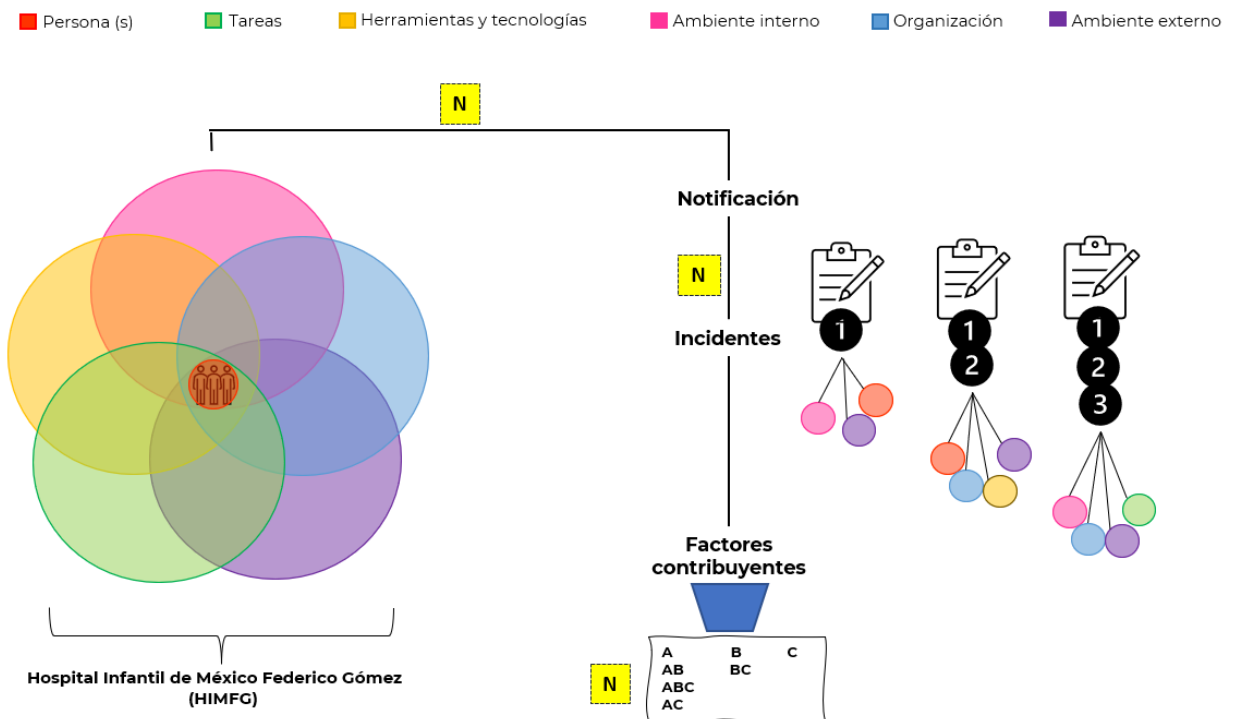 Persona (s) Tareas Herramientas y tecnologías Ambiente interno Organización Ambiente externo
N
Notificación
N
Incidentes
1 1 1
2 2
3
Factores
contribuyentes
Hospital Infantil de México Federico Gómez
(HIMFG)
N
A B C
AB BC
ABC
AC